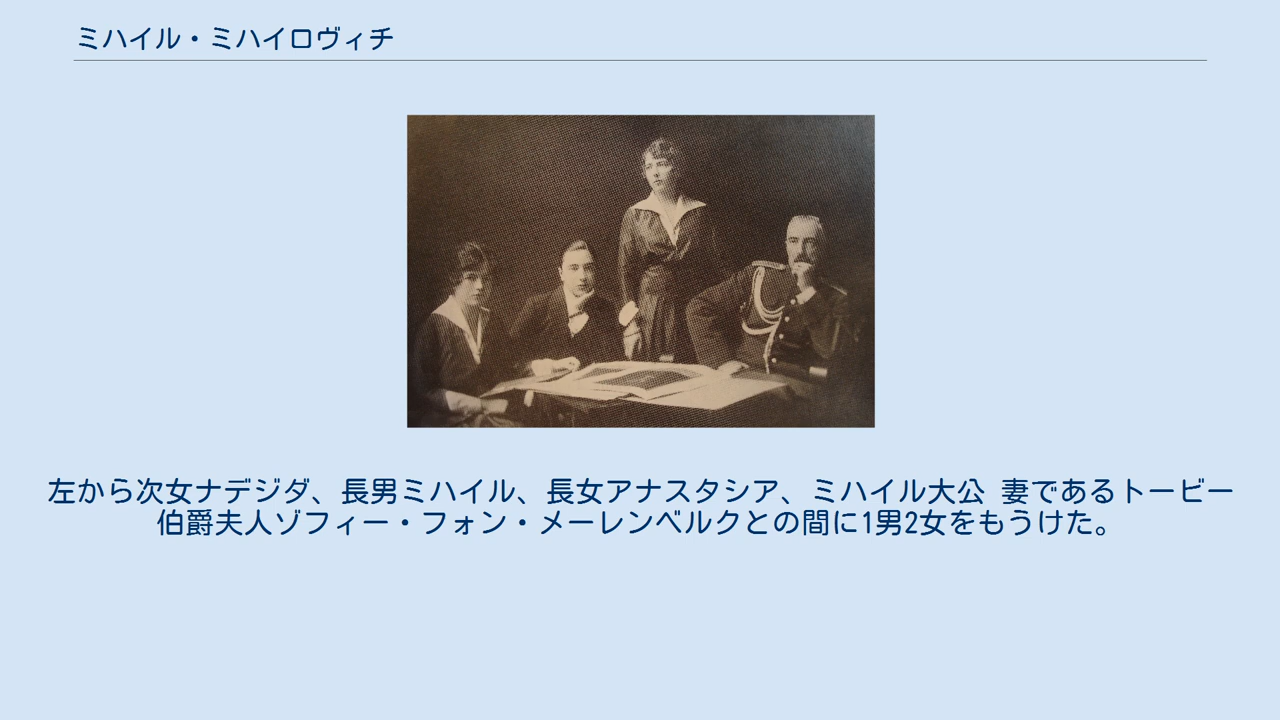 ミハイル・ミハイロヴィチ
左から次女ナデジダ、長男ミハイル、長女アナスタシア、ミハイル大公 妻であるトービー
伯爵夫人ゾフィー・フォン・メーレンベルクとの間に1男2女をもうけた。